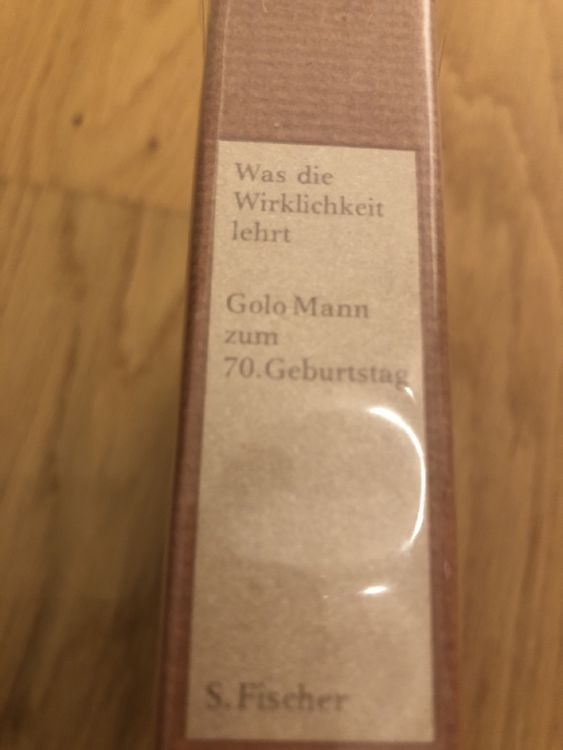 Was die
Wirklichkeit
lehrt
Golo Mann
zum
70. Geburtstag
S. Fischer